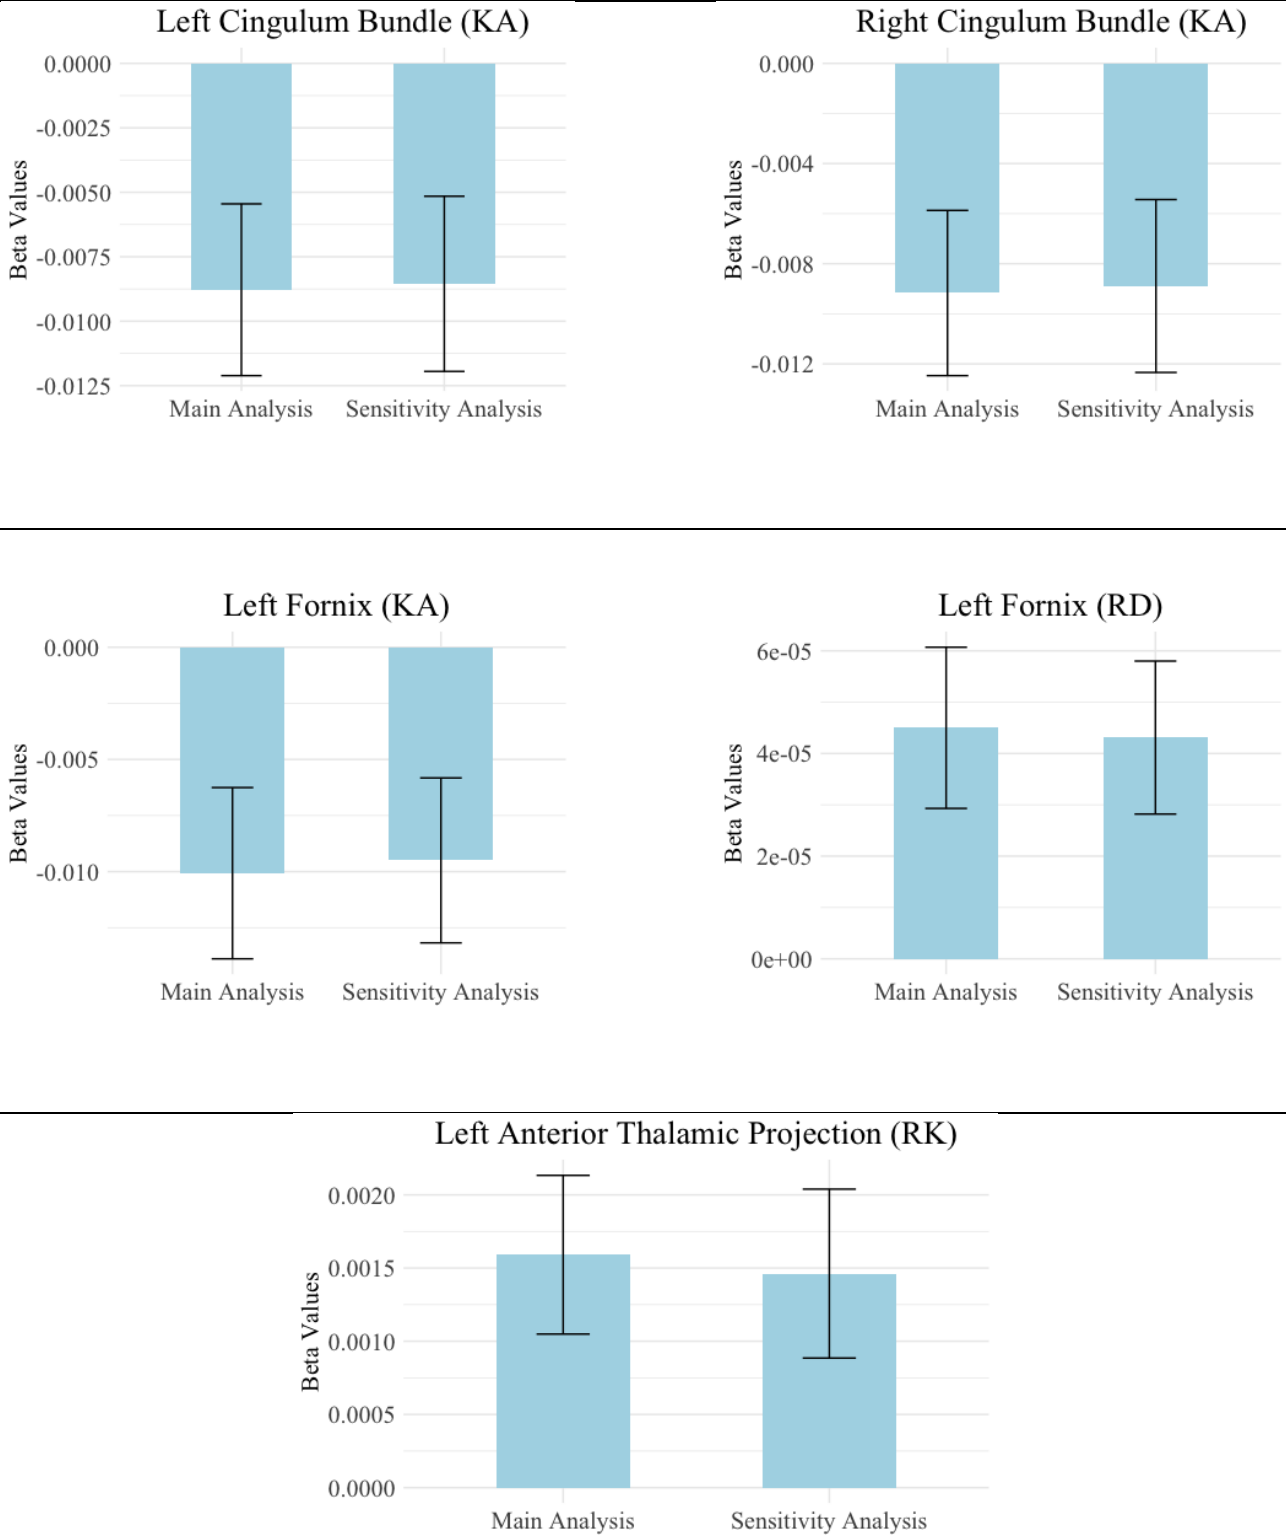 Left Cingulum Bundle (KA)
0.0000
-0.0025
-0.0050
-0.0075
-0.0100
-0.0125
Beta Values
Main Analysis
Sensitivity Analysis
Right Cingulum Bundle (KA)
0.000
-0.004
-0.008
-0.012
Beta Values
Main Analysis
Sensitivity Analysis
Left Fornix (KA)
0.000
-0.005
-0.010
Beta Values
Main Analysis
Sensitivity Analysis
Left Fornix (RD)
6e-05
4e-05
2e-05
0e+00
Beta Values
Main Analysis
Sensitivity Analysis
Left Anterior Thalamic Projection (RK)
0.0020
0.0015
0.0010
0.0005
0.0000
Beta Values
Main Analysis
Sensitivity Analysis